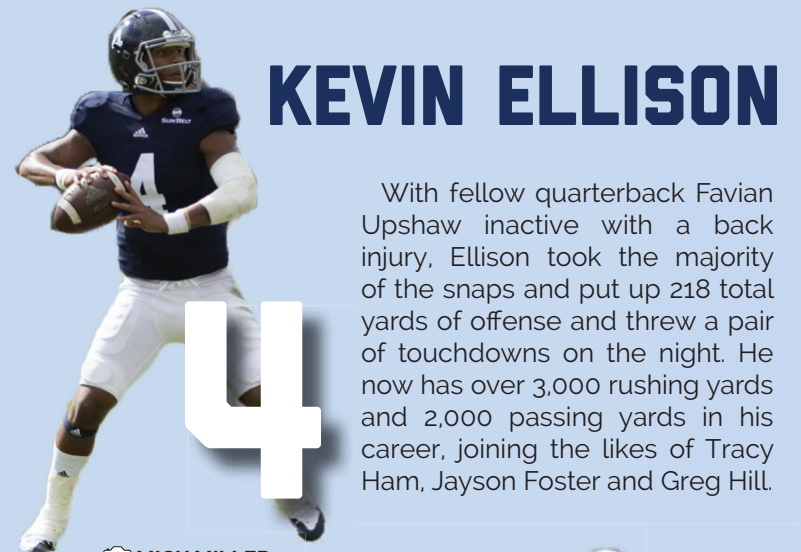 KEVIN ELLISON
SUN BELT
4
With fellow quarterback Favian
Upshaw inactive with a back
injury, Ellison took the majority
of the snaps and put up 218 total
yards of offense and threw a pair
of touchdowns on the night. He
now has over 3,000 rushing yards
and 2,000 passing yards in his
career, joining the likes of Tracy
Ham, Jayson Foster and Greg Hill.
4